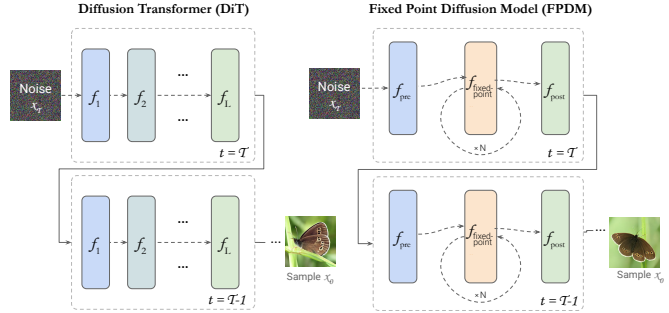 Diffusion Transformer (DiT)
Noise
x_T
f_1
f_2
...
...
f_L
t = T
f_1
f_2
...
...
f_L
...
t = T-1
Sample x_0
Fixed Point Diffusion Model (FPDM)
Noise
x_T
f_pre
f_fixed-point
f_post
×N
t = T
f_pre
f_fixed-point
f_post
...
×N
t = T-1
Sample x_0